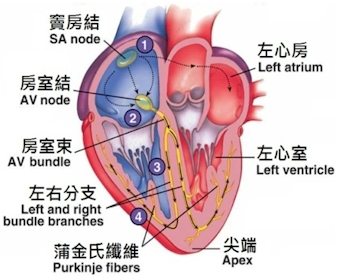 竇房結
SA node
1
左心房
Left atrium
房室結
AV node
2
房室束
AV bundle
3
左心室
Left ventricle
左右分支
Left and right
bundle branches
4
蒲金氏纖維
Purkinje fibers
尖端
Apex